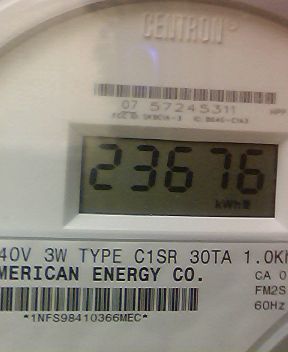 CENTRON
07 57245311
23676
kWh
40V 3W TYPE C1SR 30TA 1.0Kh
MERICAN ENERGY CO.
CA 0
FM2S
60Hz
*1NFS98410366MEC*